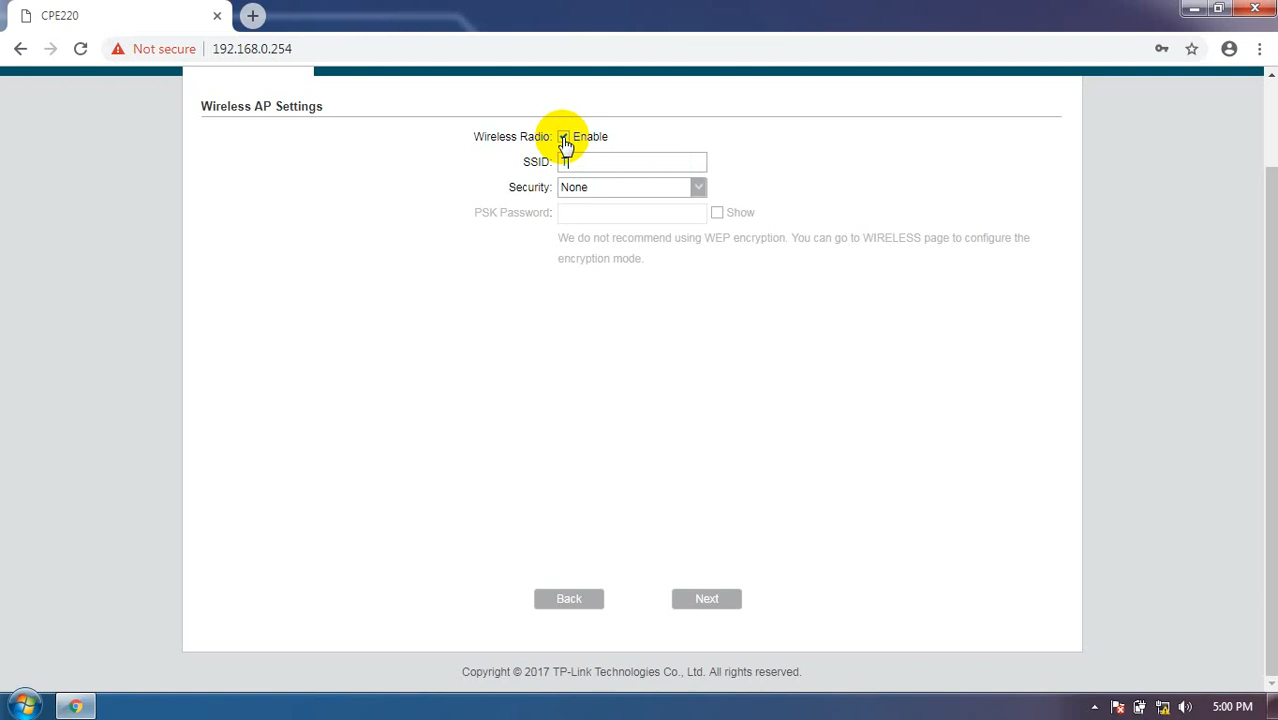 CPE220
Not secure
192.168.0.254
Wireless AP Settings
Wireless Radio: Enable
SSID: T
Security: None
PSK Password: Show
We do not recommend using WEP encryption. You can go to WIRELESS page to configure the
encryption mode.
Back Next
Copyright © 2017 TP-Link Technologies Co., Ltd. All rights reserved.
5:00 PM